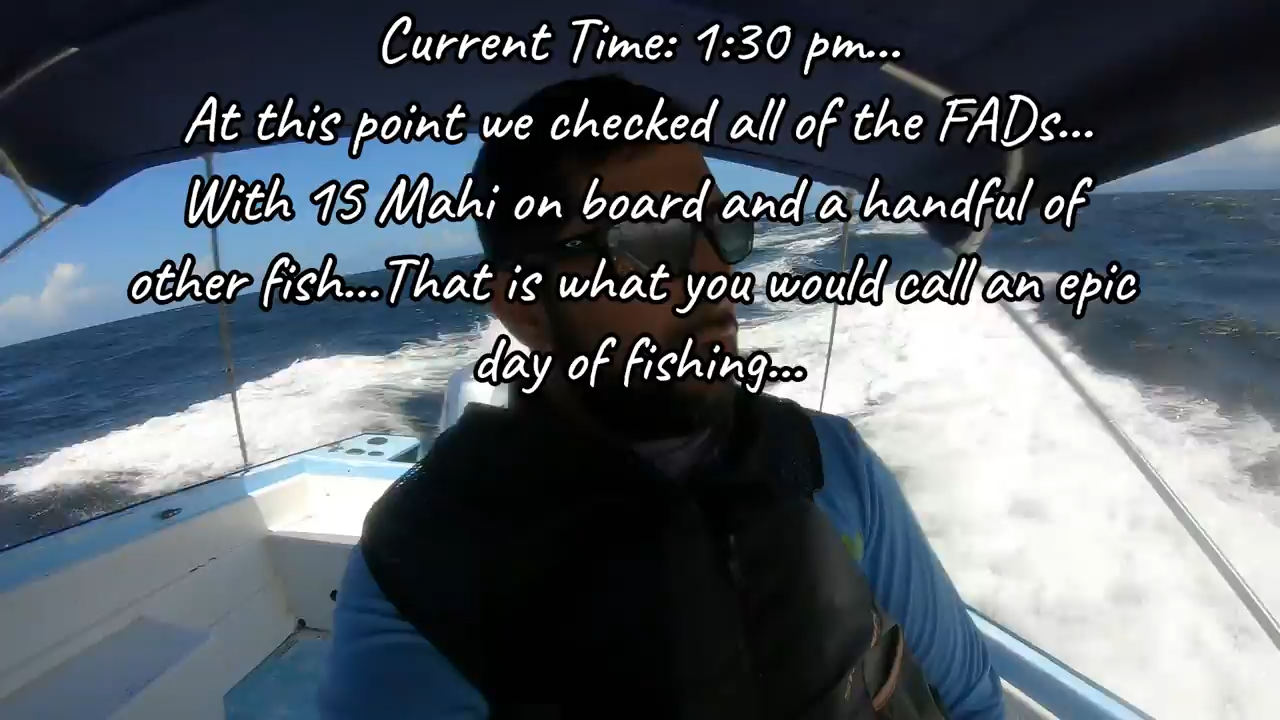 Current Time: 1:30 pm...
At this point we checked all of the FADs...
With 15 Mahi on board and a handful of
other fish...That is what you would call an epic
day of fishing...